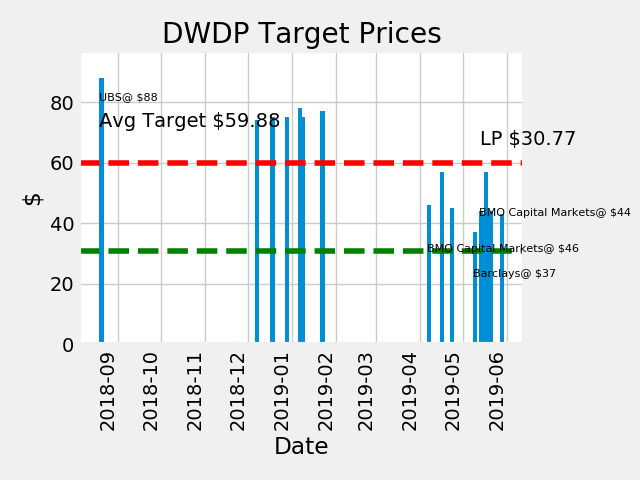 DWDP Target Prices
UBS@ $88
Avg Target $59.88
LP $30.77
BMO Capital Markets@ $44
BMO Capital Markets@ $46
Barclays@ $37
$
80
60
40
20
0
2018-09
2018-10
2018-11
2018-12
2019-01
2019-02
2019-03
2019-04
2019-05
2019-06
Date